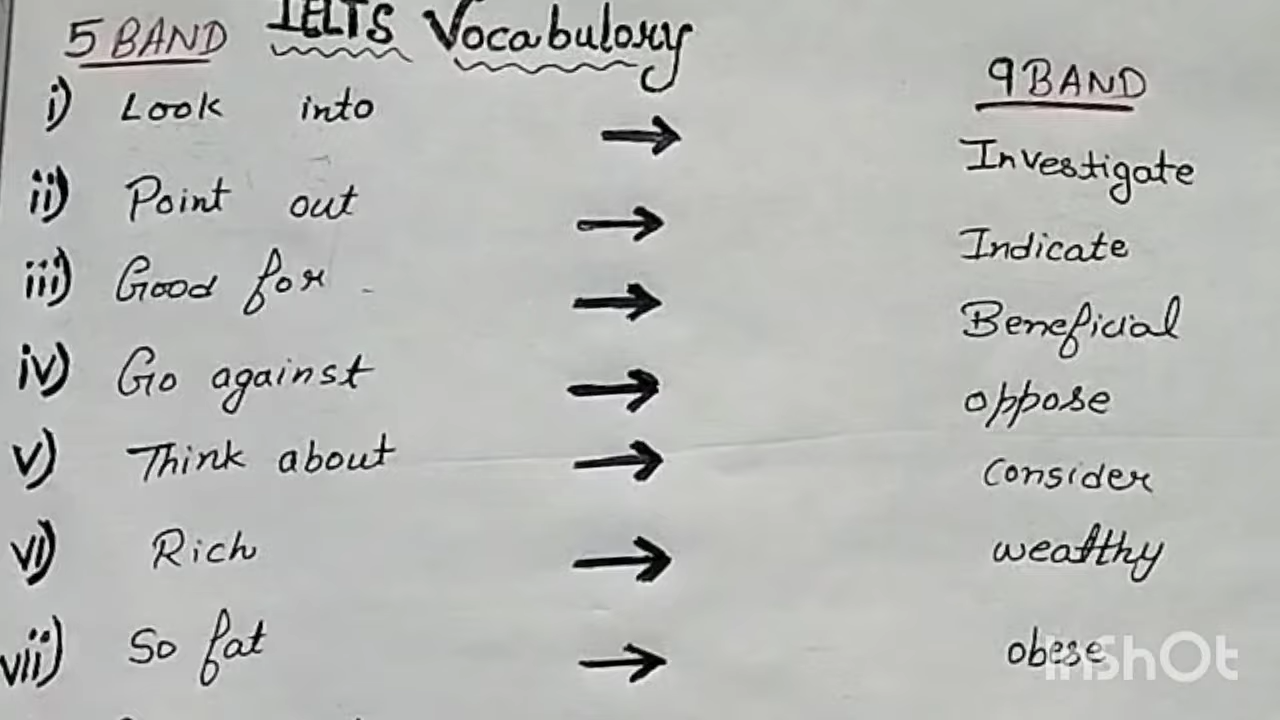 5 BAND IELTS Vocabulory 9 BAND
i) Look into → Investigate
ii) Point out → Indicate
iii) Good for → Beneficial
iv) Go against → oppose
v) Think about → consider
vi) Rich → wealthy
vii) So fat → obese
InShOt